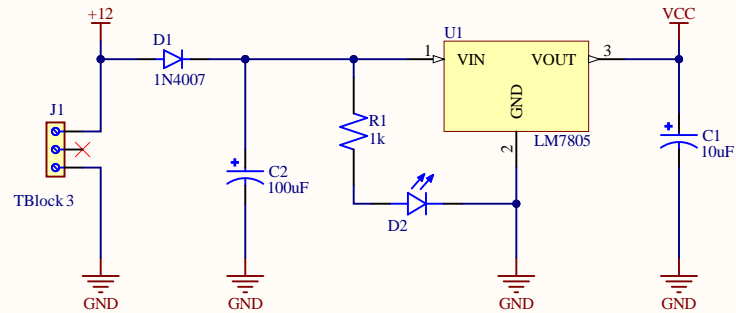 +12
VCC
D1
U1
1
VIN
VOUT
3
1N4007
GND
J1
R1
1k
2
LM7805
C1
10uF
C2
100uF
TBlock 3
D2
GND
GND
GND
GND